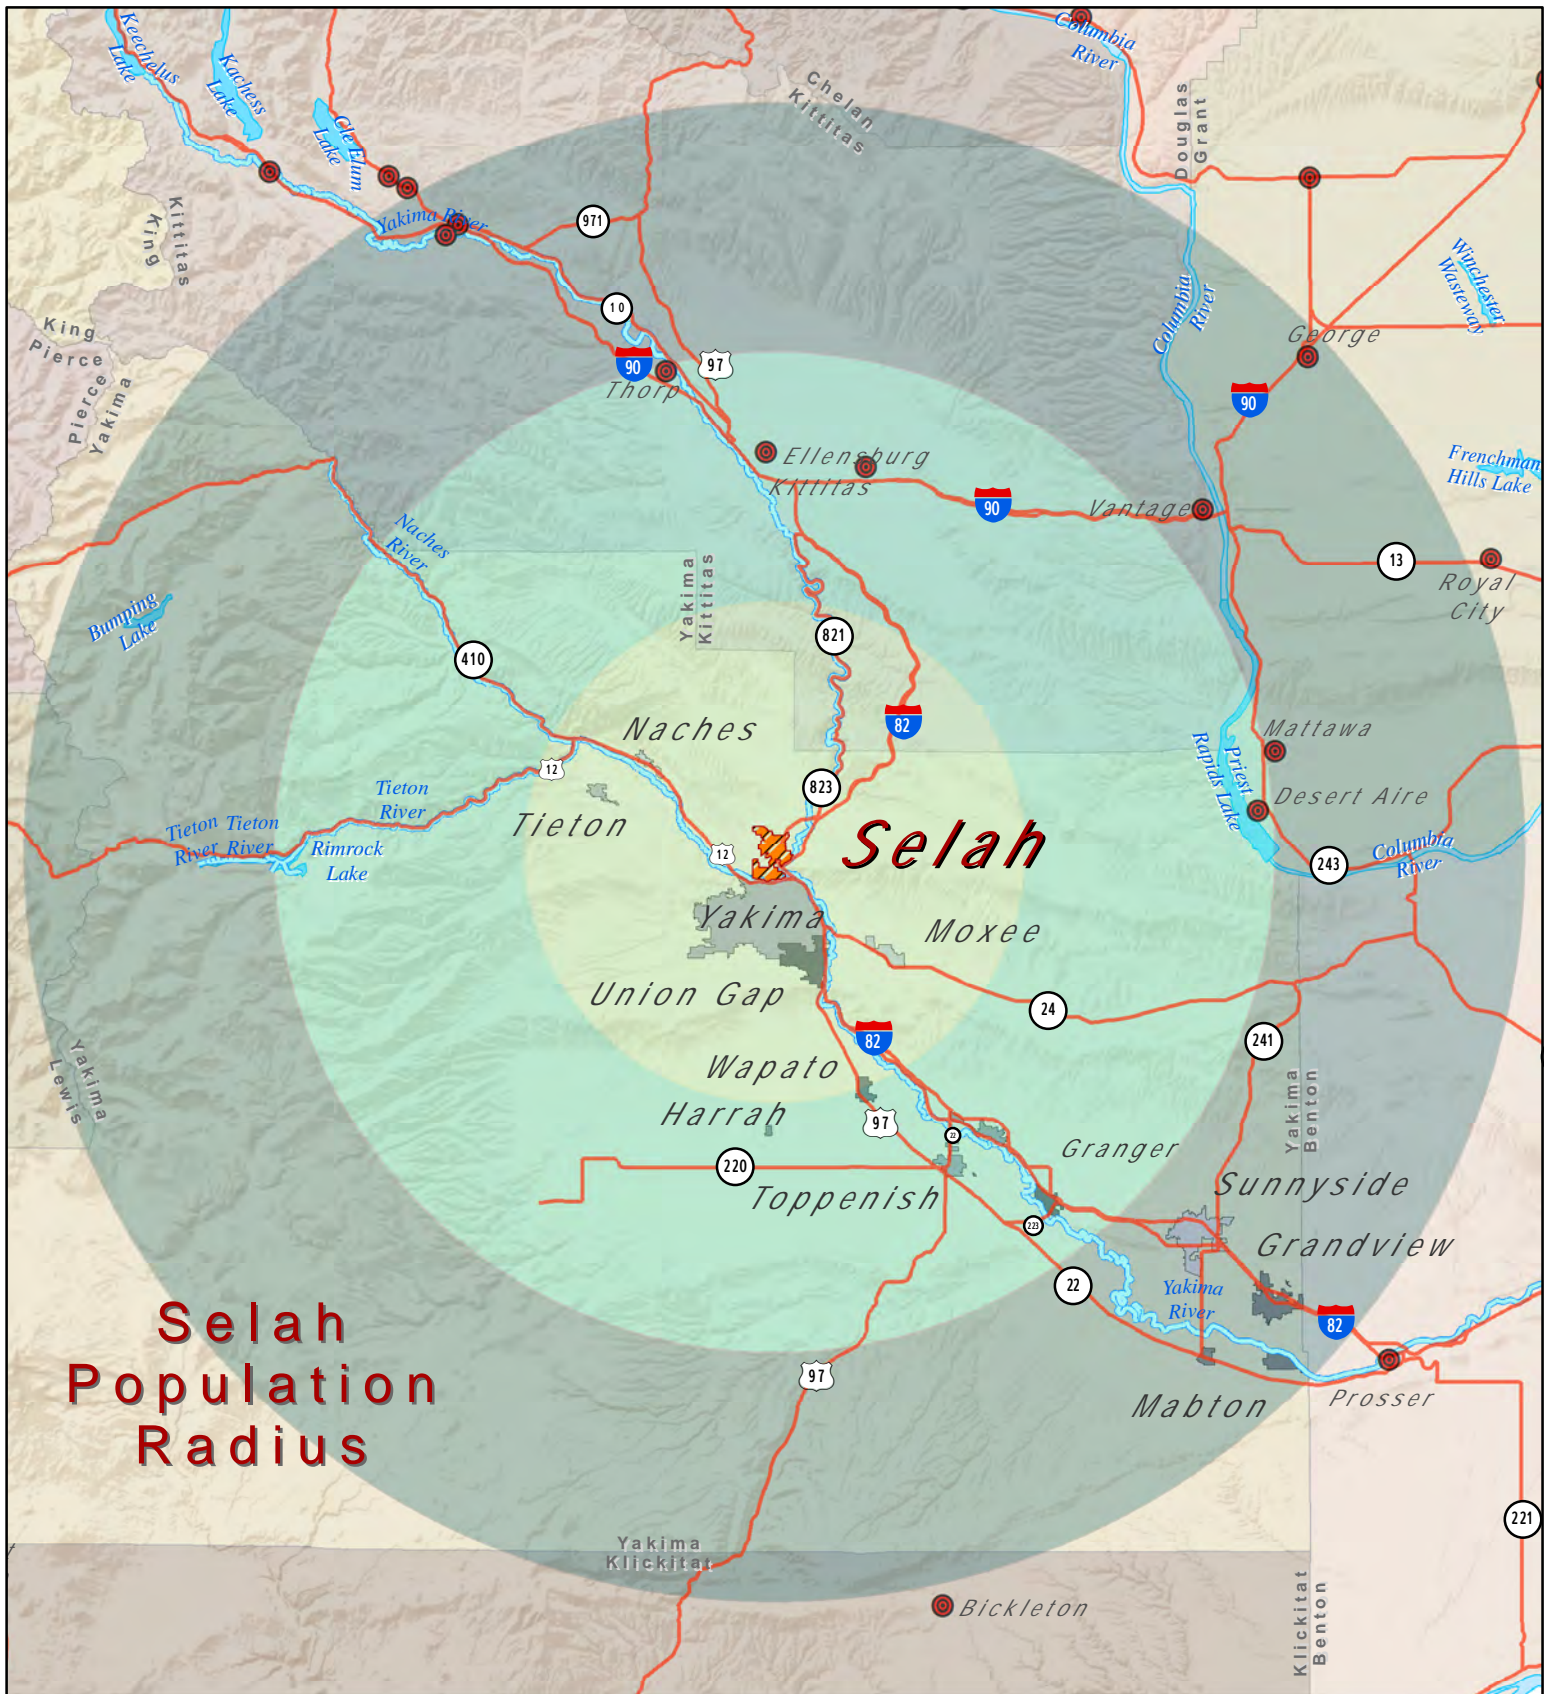 Keechelus
Lake
Kachess
Lake
Cle Elum
Lake
Columbia
River
Chelan
Kittitas
Douglas
Grant
Kittitas
King
Yakima River
971
Winchester
Wasteway
Columbia
River
10
King
Pierce
Pierce
Yakima
George
90
97
Thorp
90
Ellensburg
Kittitas
Frenchman
Hills Lake
90
Vantage
Naches
River
13
Royal
City
Yakima
Kittitas
Bumping
Lake
821
410
82
Naches
Mattawa
Priest
Rapids Lake
12
Tieton
River
823
Desert Aire
Tieton
River
Tieton
River
Rimrock
Lake
Tieton
12
Selah
243
Columbia
River
Yakima
Moxee
Union Gap
24
82
241
Wapato
Yakima
Lewis
Yakima
Benton
Harrah
97
22
Granger
220
Toppenish
Sunnyside
223
Grandview
22
Yakima
River
82
Selah
Population
Radius
97
Mabton
Prosser
221
Yakima
Klickitat
Bickleton
Klickitat
Benton